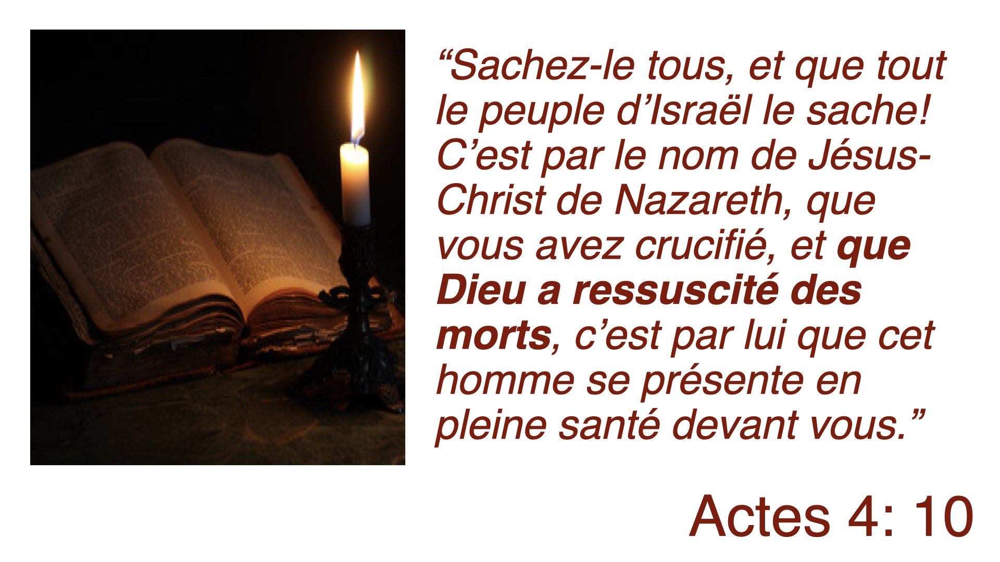 “Sachez-le tous, et que tout
le peuple d’Israël le sache!
C’est par le nom de Jésus-
Christ de Nazareth, que
vous avez crucifié, et que
Dieu a ressuscité des
morts, c’est par lui que cet
homme se présente en
pleine santé devant vous.”
Actes 4: 10